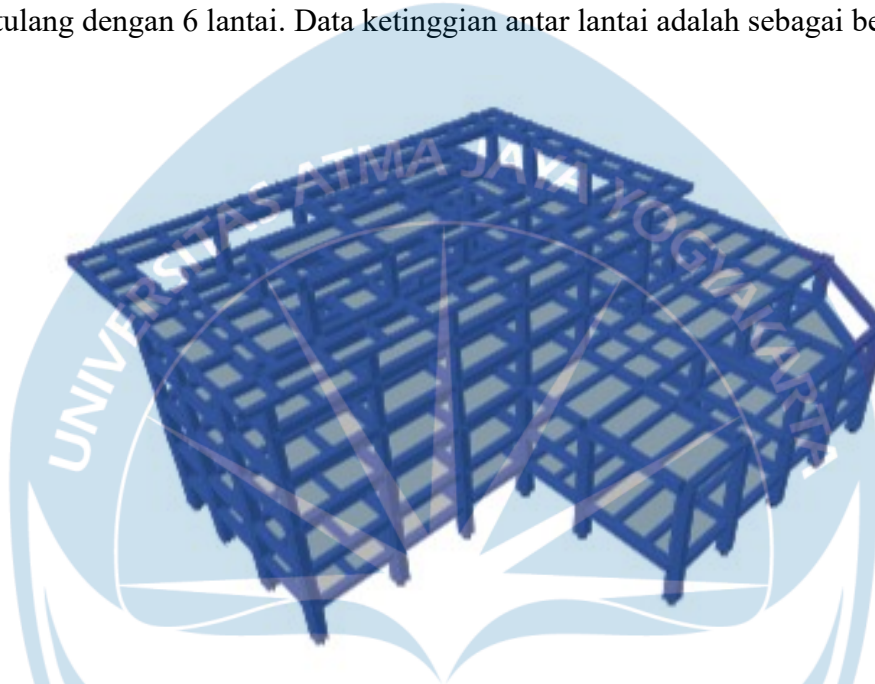 tulang dengan 6 lantai. Data ketinggian antar lantai adalah sebagai be
UNIVERSITAS ATMA JAYA YOGYAKARTA